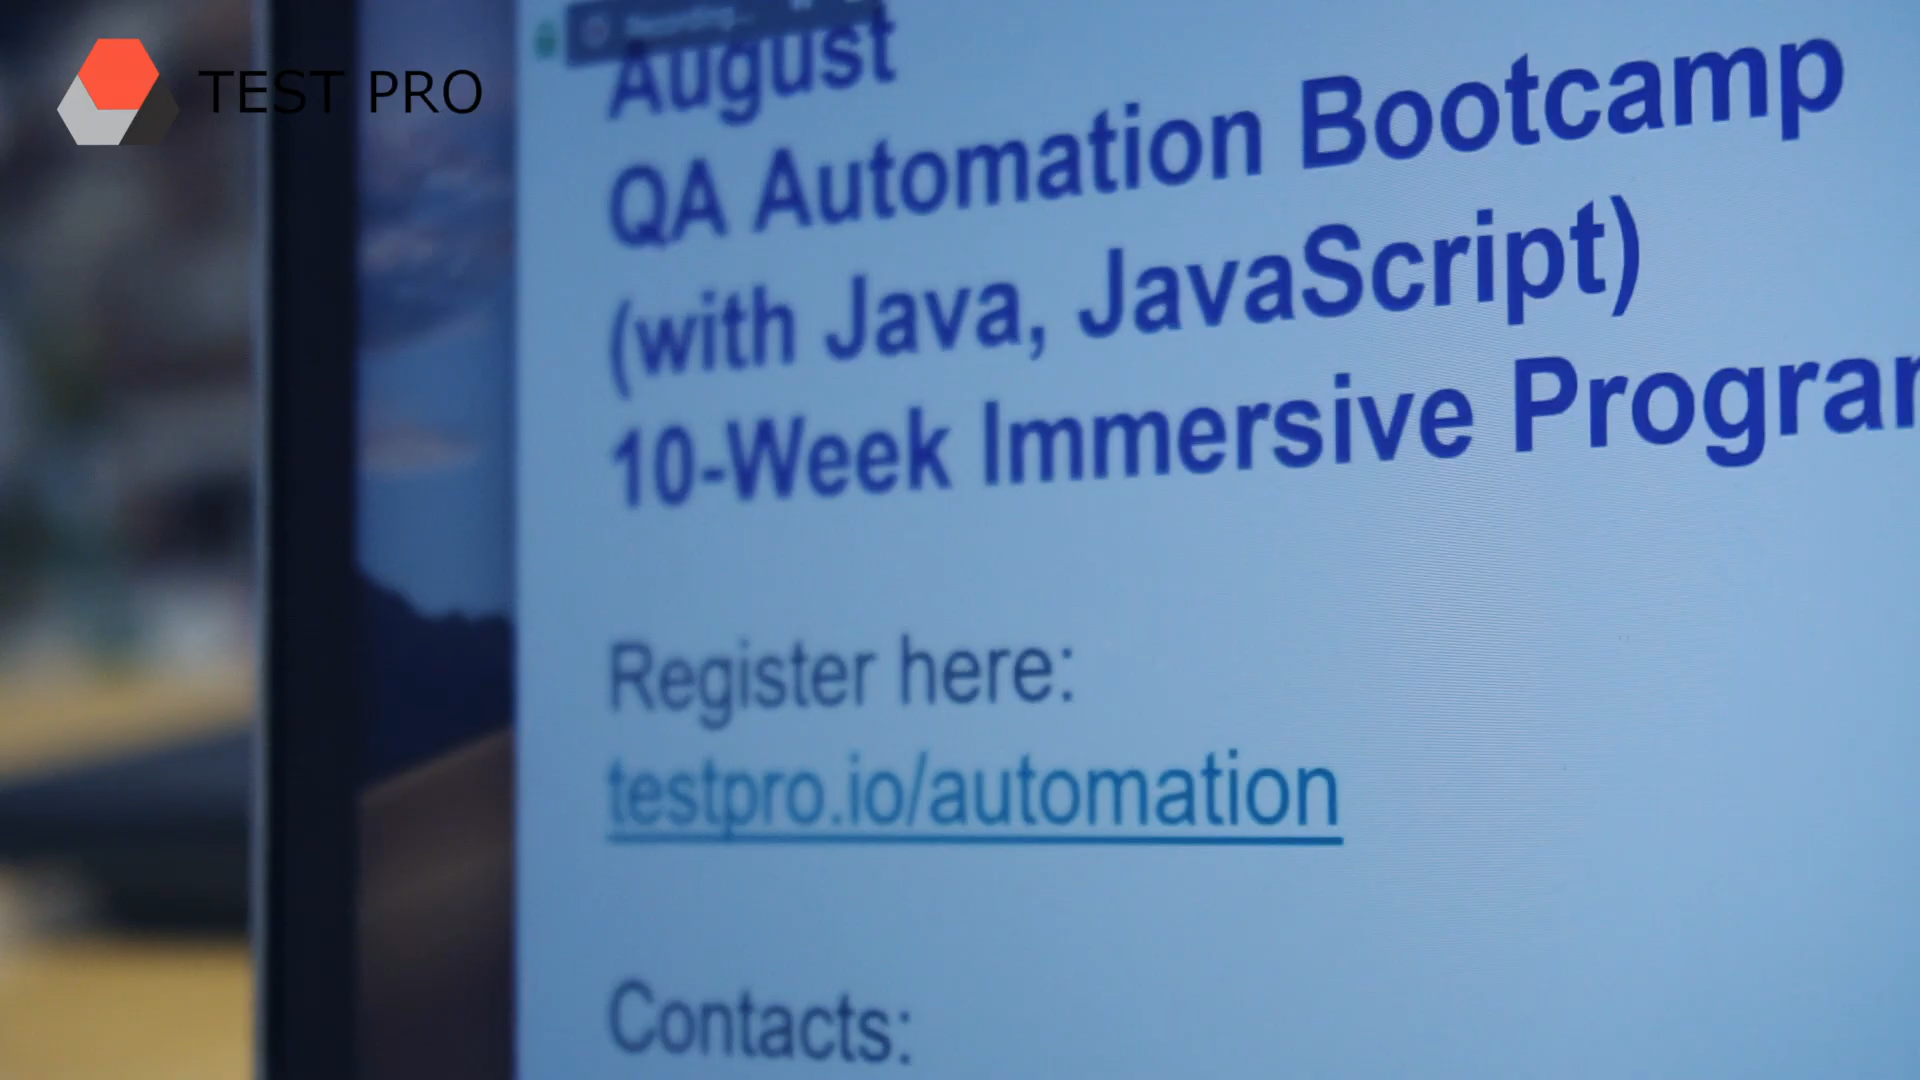 TEST PRO
Recording...
August
QA Automation Bootcamp
(with Java, JavaScript)
10-Week Immersive Progra
Register here:
testpro.io/automation
Contacts: